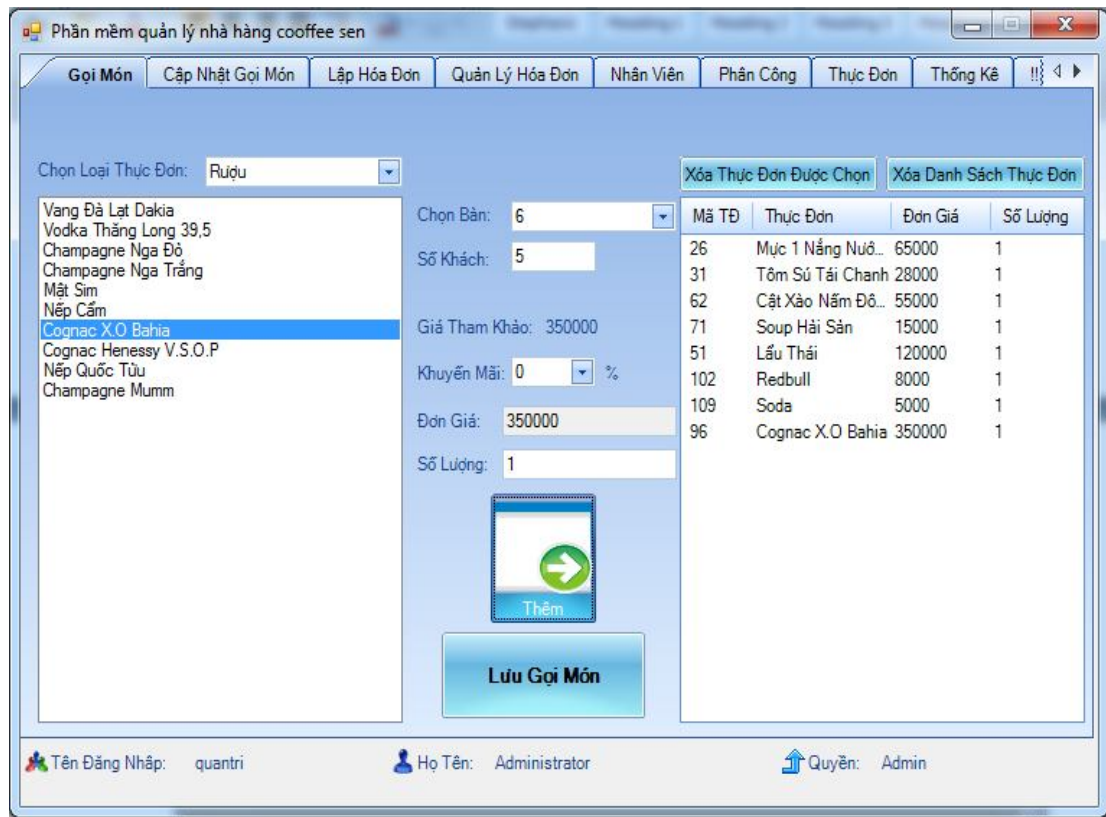 Phần mềm quản lý nhà hàng cooffee sen
Gọi Món Cập Nhật Gọi Món Lập Hóa Đơn Quản Lý Hóa Đơn Nhân Viên Phân Công Thực Đơn Thống Kê
Chọn Loại Thực Đơn: Rượu
Xóa Thực Đơn Được Chọn Xóa Danh Sách Thực Đơn
Vang Đà Lạt Dakia
Vodka Thăng Long 39,5
Champagne Nga Đỏ
Champagne Nga Trắng
Mật Sim
Nếp Cẩm
Cognac X.O Bahia
Cognac Henessy V.S.O.P
Nếp Quốc Tửu
Champagne Mumm
Chọn Bàn: 6
Số Khách: 5
Giá Tham Khảo: 350000
Khuyến Mãi: 0 %
Đơn Giá: 350000
Số Lượng: 1
Thêm
Lưu Gọi Món
Mã TĐ Thực Đơn Đơn Giá Số Lượng
26 Mực 1 Nắng Nướ... 65000 1
31 Tôm Sú Tái Chanh 28000 1
62 Cật Xào Nấm Đô... 55000 1
71 Soup Hải Sản 15000 1
51 Lẩu Thái 120000 1
102 Redbull 8000 1
109 Soda 5000 1
96 Cognac X.O Bahia 350000 1
Tên Đăng Nhập: quantri Họ Tên: Administrator Quyền: Admin